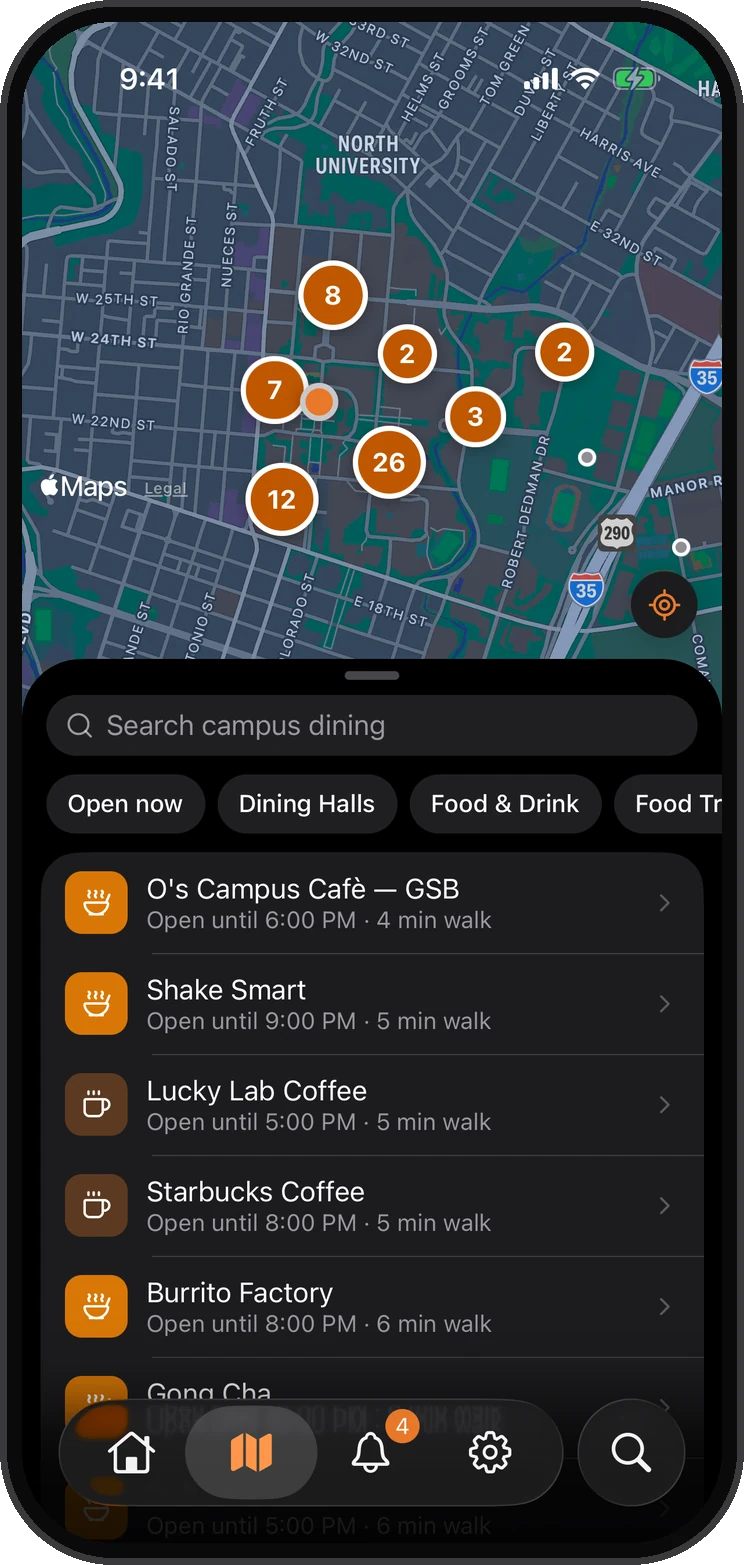 9:41
33RD ST
W 32ND ST
HELMS ST
GROOMS ST
TOM GREEN
LIBERTY ST
HA
FRUTH ST
SALADO ST
NORTH
UNIVERSITY
HARRIS AVE
E 32ND ST
NUECES ST
RIO GRANDE ST
W 25TH ST
8
W 24TH ST
2
2
35
7
3
W 22ND ST
26
Maps Legal
12
MANOR R
ROBERT DEDMAN DR
290
35
E 18TH ST
Search campus dining
Open now
Dining Halls
Food & Drink
Food Tr
O's Campus Cafè — GSB
Open until 6:00 PM · 4 min walk
Shake Smart
Open until 9:00 PM · 5 min walk
Lucky Lab Coffee
Open until 5:00 PM · 5 min walk
Starbucks Coffee
Open until 8:00 PM · 5 min walk
Burrito Factory
Open until 8:00 PM · 6 min walk
Gong Cha
4
Open until 5:00 PM · 6 min walk